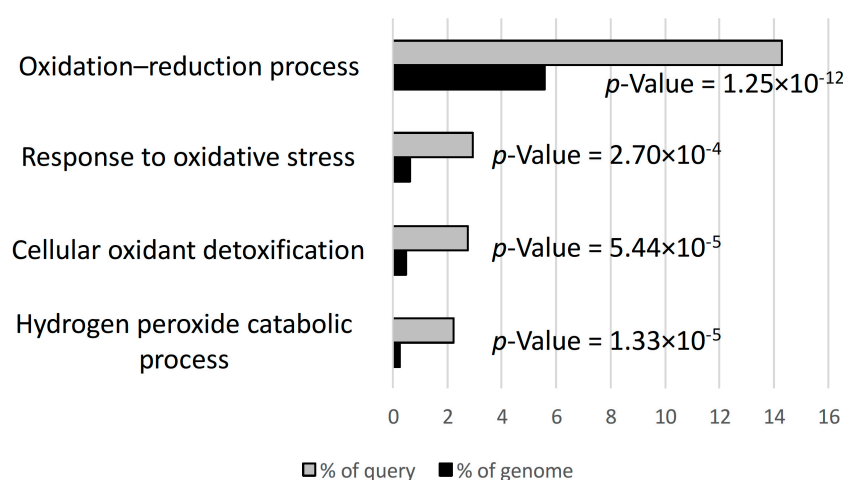 Oxidation–reduction process
p-Value = 1.25×10⁻¹²
Response to oxidative stress
p-Value = 2.70×10⁻⁴
Cellular oxidant detoxification
p-Value = 5.44×10⁻⁵
Hydrogen peroxide catabolic
process
p-Value = 1.33×10⁻⁵
0 2 4 6 8 10 12 14 16
% of query % of genome